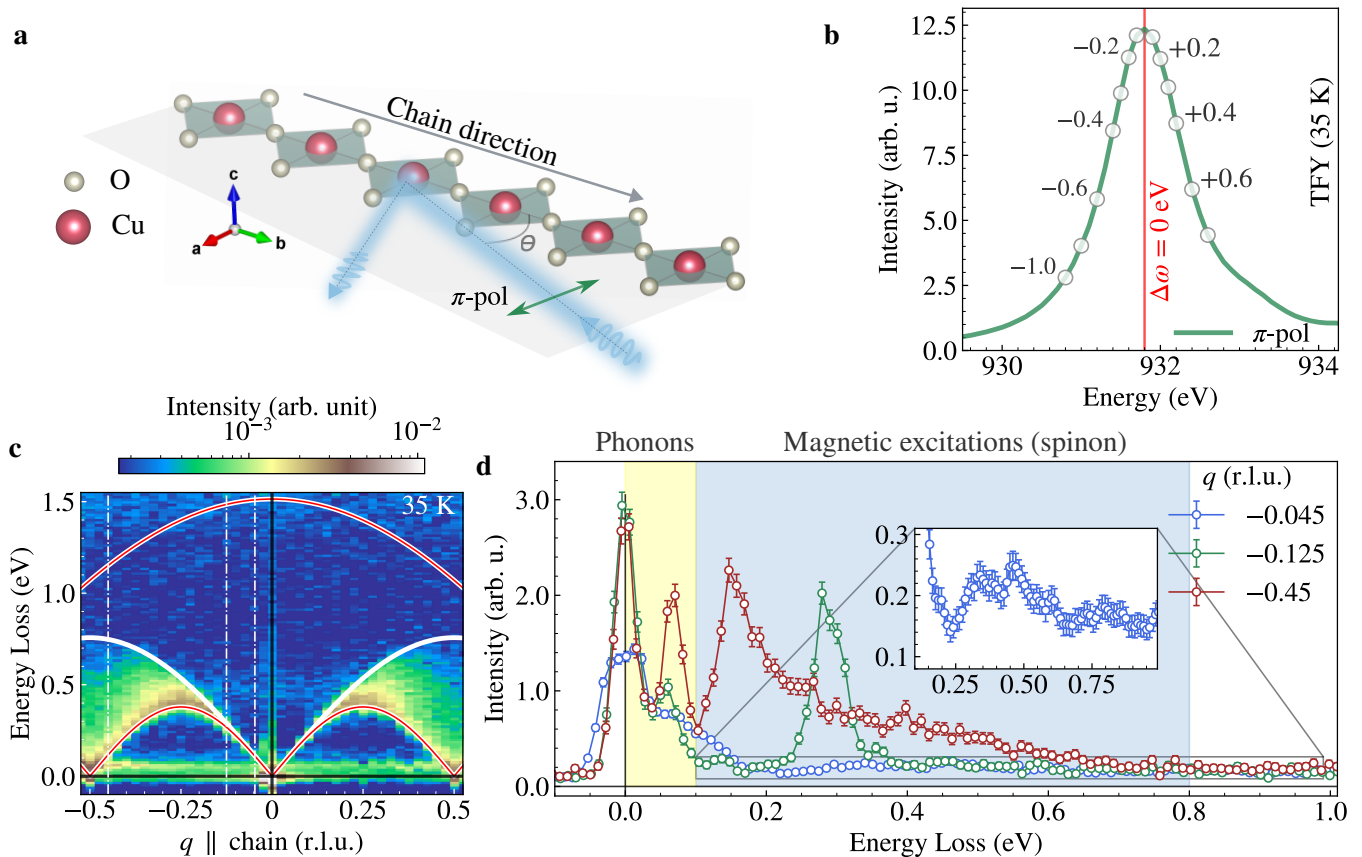 a
Chain direction
O
Cu
c
a
b
θ
π-pol
b
Intensity (arb. u.)
12.5
10.0
7.5
5.0
2.5
0.0
−0.2
+0.2
−0.4
+0.4
−0.6
+0.6
−1.0
Δω = 0 eV
TFY (35 K)
π-pol
930
932
934
Energy (eV)
Intensity (arb. unit)
10⁻³
10⁻²
c
35 K
Energy Loss (eV)
1.5
1.0
0.5
0.0
−0.5
−0.25
0
0.25
0.5
q ∥ chain (r.l.u.)
Phonons
Magnetic excitations (spinon)
d
Intensity (arb. u.)
3.0
2.0
1.0
0.0
q (r.l.u.)
−0.045
−0.125
−0.45
0.3
0.2
0.1
0.25
0.50
0.75
0.0
0.2
0.4
0.6
0.8
1.0
Energy Loss (eV)